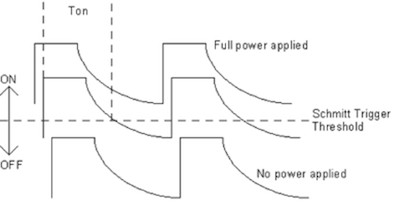 Ton
Full power applied
ON
Schmitt Trigger
Threshold
OFF
No power applied